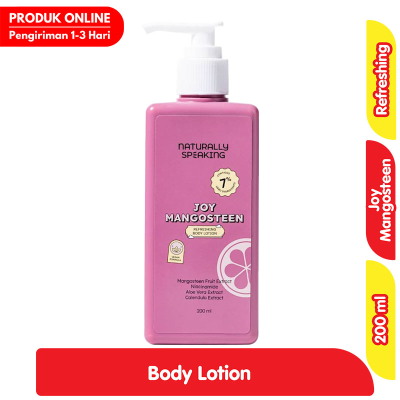 PRODUK ONLINE
Pengiriman 1-3 Hari
Refreshing
Joy
Mangosteen
200 ml
NATURALLY
SPEAKING
7%
JOY
MANGOSTEEN
REFRESHING
BODY LOTION
Mangosteen Fruit Extract
Niacinamide
Aloe Vera Extract
Calendula Extract
200 ml
Body Lotion